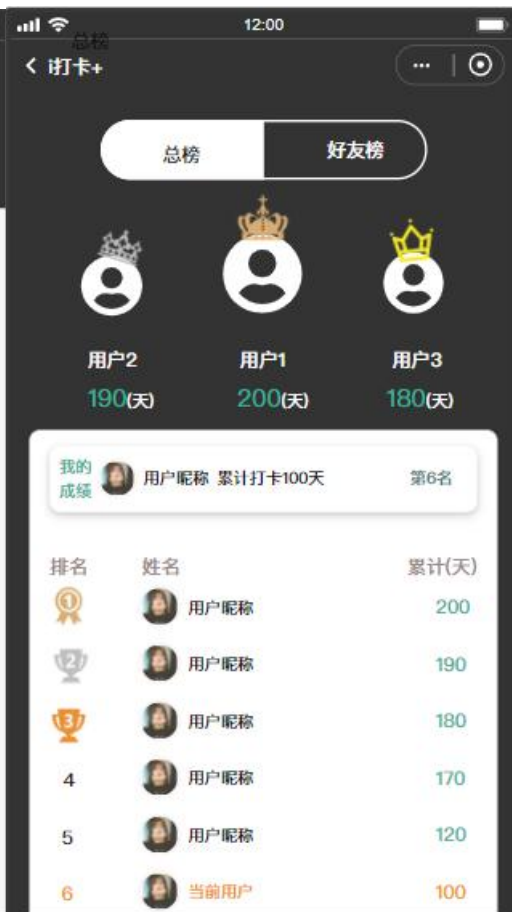 12:00
总榜
i打卡+
总榜 好友榜
用户2 用户1 用户3
190(天) 200(天) 180(天)
我的
成绩
用户昵称 累计打卡100天 第6名
排名 姓名 累计(天)
1 用户昵称 200
2 用户昵称 190
3 用户昵称 180
4 用户昵称 170
5 用户昵称 120
6 当前用户 100